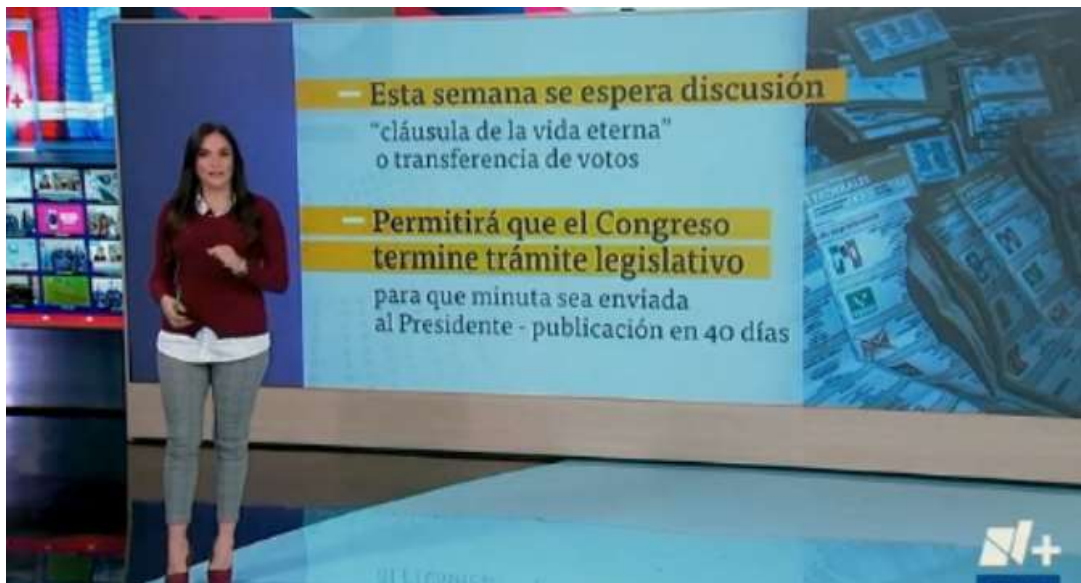 Esta semana se espera discusión
“cláusula de la vida eterna”
o transferencia de votos
Permitirá que el Congreso
termine trámite legislativo
para que minuta sea enviada
al Presidente - publicación en 40 días
N+